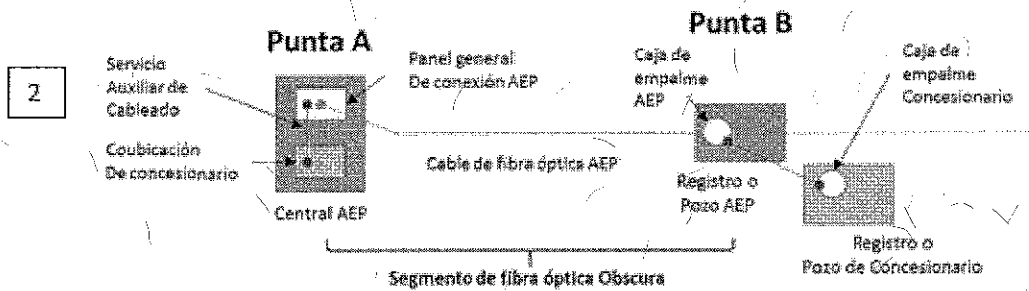 2
Punta A
Servicio
Auxiliar de
Cableado
Coubicación
De concesionario
Central AEP
Panel general
De conexión AEP
Cable de fibra óptica AEP
Punta B
Caja de
empalme
AEP
Caja de
empalme
Concesionario
Registro o
Pozo AEP
Registro o
Pozo de Concesionario
Segmento de fibra óptica Obscura